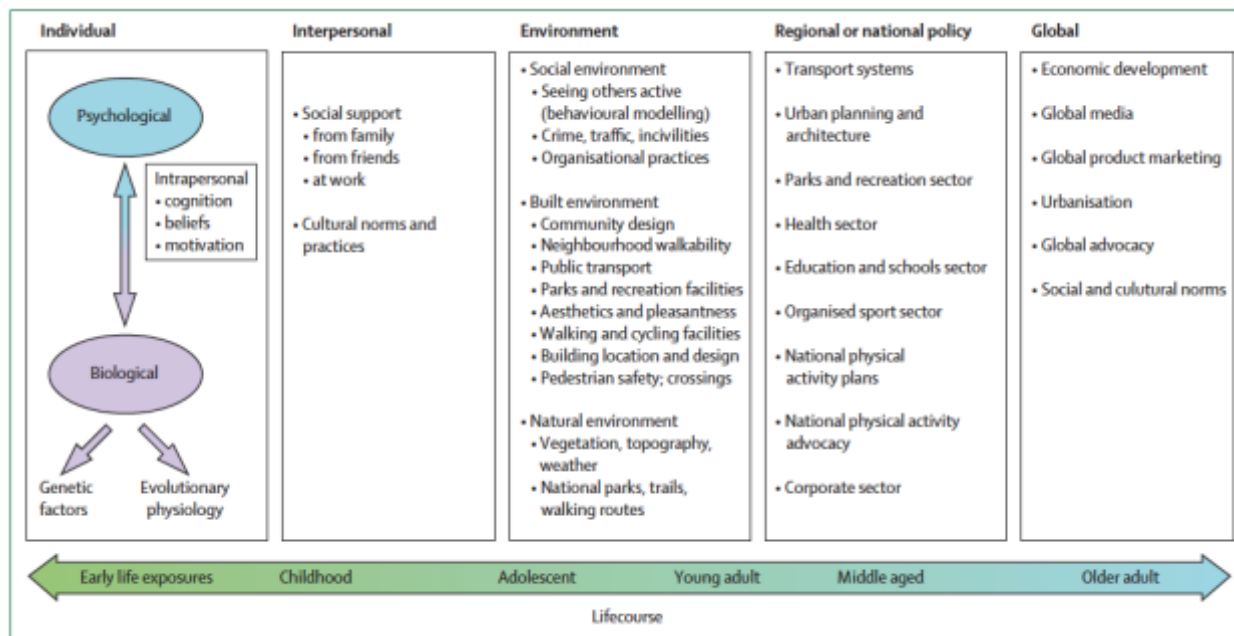 Individual
Psychological
Intrapersonal
• cognition
• beliefs
• motivation
Biological
Genetic
factors
Evolutionary
physiology
Interpersonal
• Social support
• from family
• from friends
• at work
• Cultural norms and
practices
Environment
• Social environment
• Seeing others active
(behavioural modelling)
• Crime, traffic, incivilities
• Organisational practices
• Built environment
• Community design
• Neighbourhood walkability
• Public transport
• Parks and recreation facilities
• Aesthetics and pleasantness
• Walking and cycling facilities
• Building location and design
• Pedestrian safety; crossings
• Natural environment
• Vegetation, topography,
weather
• National parks, trails,
walking routes
Regional or national policy
• Transport systems
• Urban planning and
architecture
• Parks and recreation sector
• Health sector
• Education and schools sector
• Organised sport sector
• National physical
activity plans
• National physical activity
advocacy
• Corporate sector
Global
• Economic development
• Global media
• Global product marketing
• Urbanisation
• Global advocacy
• Social and culutural norms
Early life exposures Childhood Adolescent Young adult Middle aged Older adult
Lifecourse